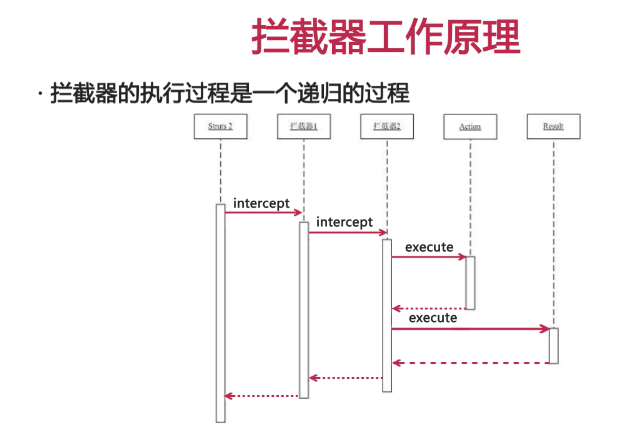 拦截器工作原理
· 拦截器的执行过程是一个递归的过程
Struts 2
拦截器1
拦截器2
Action
Result
intercept
intercept
execute
execute